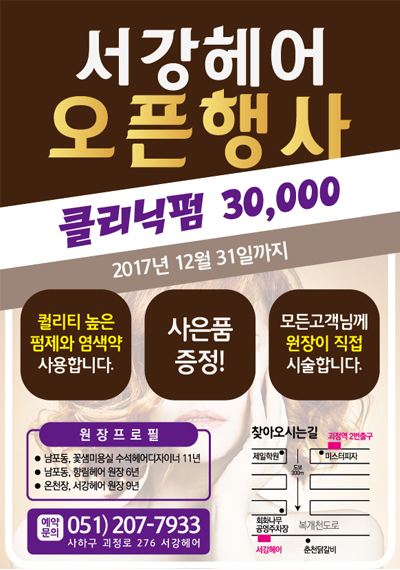 서강헤어
오픈행사
클리닉펌 30,000
2017년 12월 31일까지
퀄리티 높은
펌제와 염색약
사용합니다.
사은품
증정!
모든고객님께
원장이 직접
시술합니다.
원장프로필
● 남포동, 꽃샘미용실 수석헤어디자이너 11년
● 남포동, 향림헤어 원장 6년
● 온천장, 서강헤어 원장 9년
예약
문의
051) 207-7933
사하구 괴정로 276 서강헤어
찾아오시는길
괴정역 2번출구
제일학원
미스터피자
도보
300m
회화나무
공영주차장
복개천도로
서강헤어
춘천닭갈비